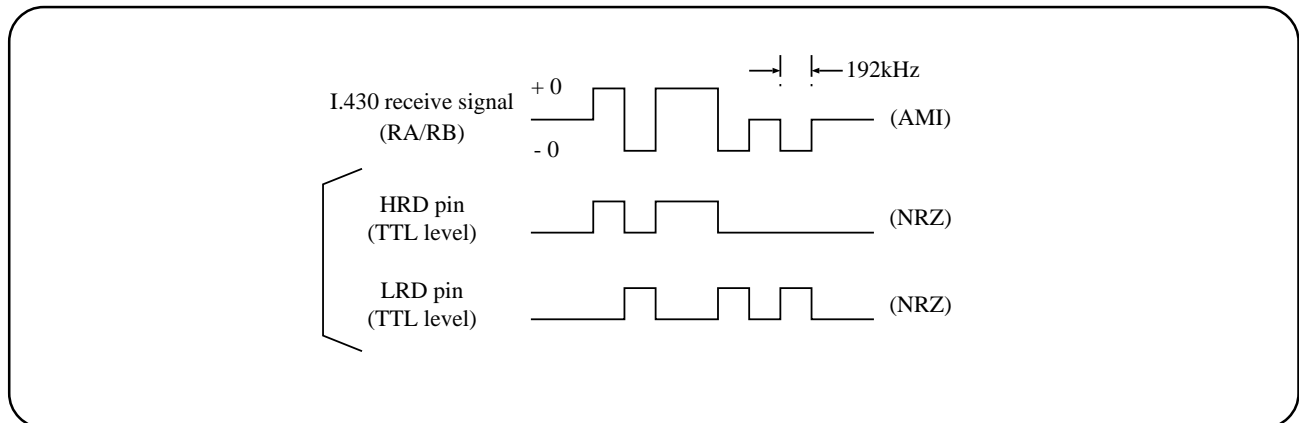 192kHz
+ 0
I.430 receive signal
(RA/RB)
(AMI)
- 0
HRD pin
(TTL level)
(NRZ)
LRD pin
(TTL level)
(NRZ)